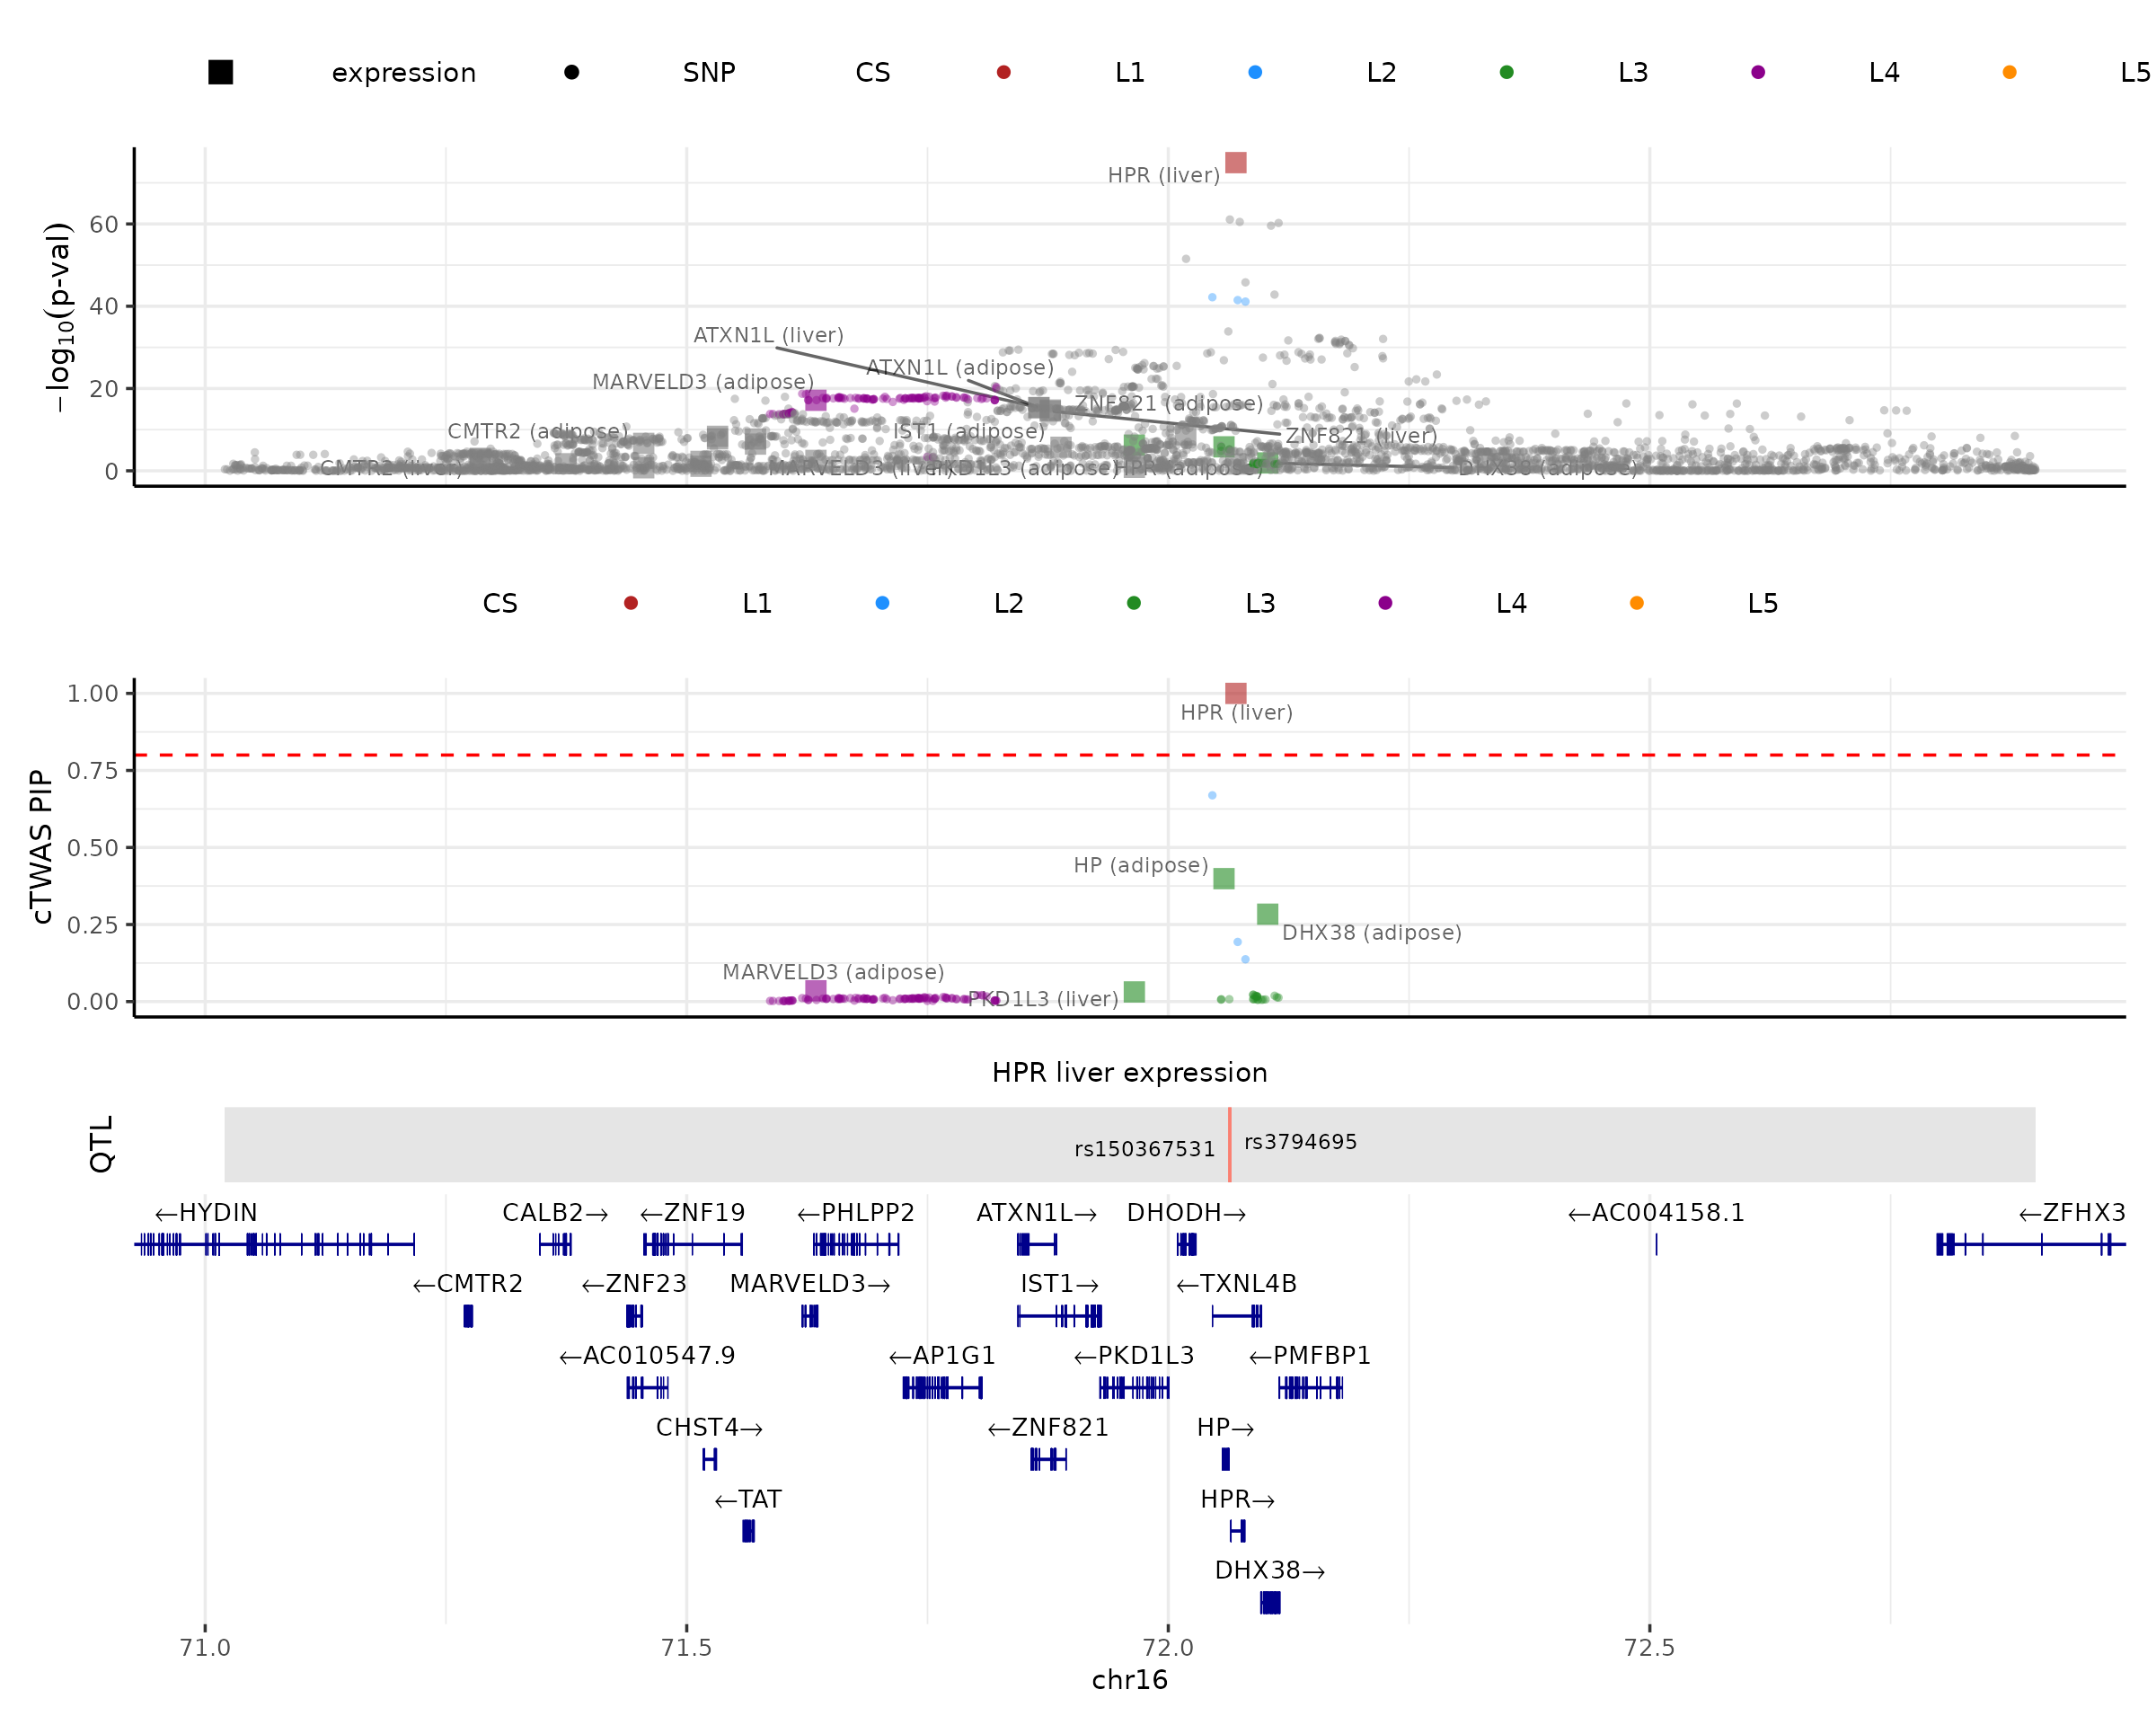 expression SNP CS L1 L2 L3 L4 L5
HPR (liver)
60
40
20
0
−log10(p-val)
ATXN1L (liver)
ATXN1L (adipose)
MARVELD3 (adipose)
ZNF821 (adipose)
CMTR2 (adipose)
IST1 (adipose)
ZNF821 (liver)
CMTR2 (liver)
MARVELD3 (liver)
PKD1L3 (adipose)
HPR (adipose)
DHX38 (adipose)
CS L1 L2 L3 L4 L5
1.00
0.75
0.50
0.25
0.00
cTWAS PIP
HPR (liver)
HP (adipose)
DHX38 (adipose)
MARVELD3 (adipose)
PKD1L3 (liver)
HPR liver expression
QTL
rs150367531
rs3794695
←HYDIN CALB2→ ←ZNF19 ←PHLPP2 ATXN1L→ DHODH→ ←AC004158.1 ←ZFHX3
←CMTR2 ←ZNF23 MARVELD3→ IST1→ ←TXNL4B
←AC010547.9 ←AP1G1 ←PKD1L3 ←PMFBP1
CHST4→ ←ZNF821 HP→
←TAT HPR→
DHX38→
71.0 71.5 72.0 72.5
chr16